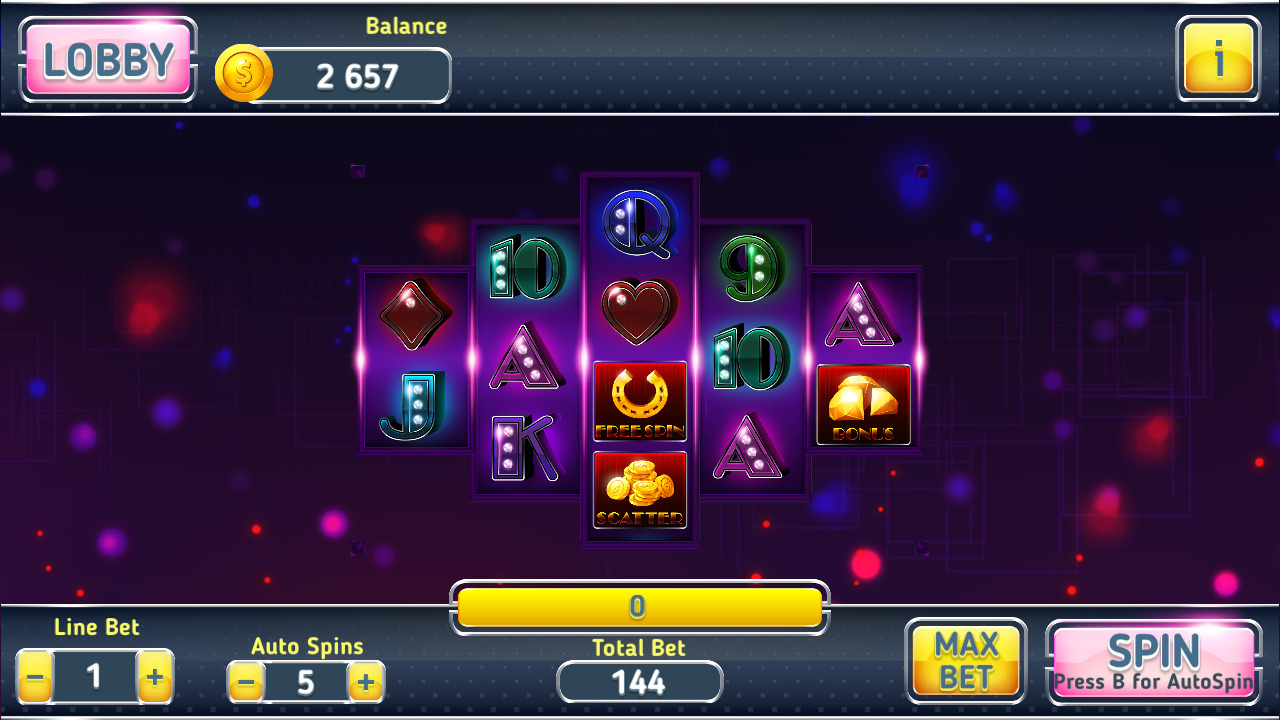 LOBBY
Balance
$
2 657
i
Q
10
9
A
J
A
10
K
A
FREE SPIN
BONUS
SCATTER
0
Line Bet
- 1 +
Auto Spins
- 5 +
Total Bet
144
MAX
BET
SPIN
Press B for AutoSpin